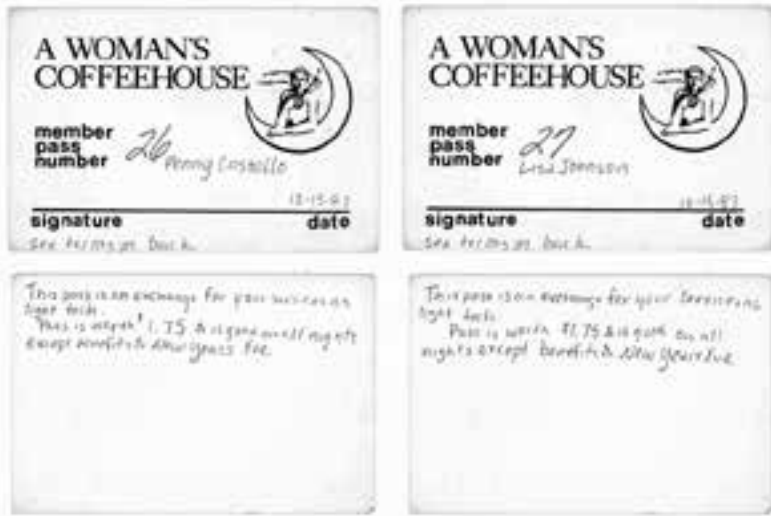 A WOMAN'S
COFFEEHOUSE
member
pass
number 26 Penny Costello
12-15-83
signature date
see terms on back
A WOMAN'S
COFFEEHOUSE
member
pass
number 27 Lisa Johnson
12-15-83
signature date
see terms on back
This pass is an exchange for your services as
light tech.
Pass is worth $1.75 & is good on all nights
except benefits & New Years Eve
This pass is an exchange for your services as
light tech.
Pass is worth $1.75 & is good on all
nights except benefits & New Years Eve